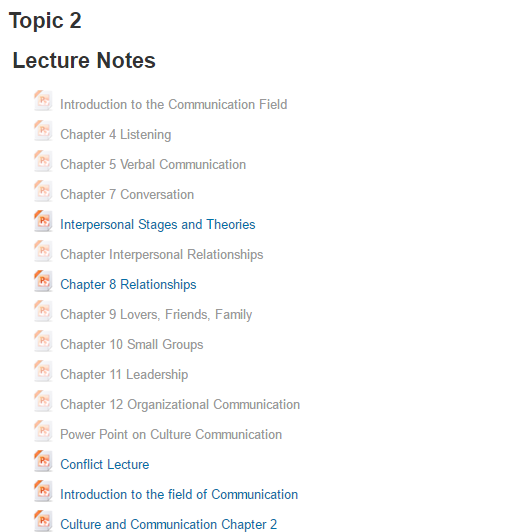 Topic 2
Lecture Notes
Introduction to the Communication Field
Chapter 4 Listening
Chapter 5 Verbal Communication
Chapter 7 Conversation
Interpersonal Stages and Theories
Chapter Interpersonal Relationships
Chapter 8 Relationships
Chapter 9 Lovers, Friends, Family
Chapter 10 Small Groups
Chapter 11 Leadership
Chapter 12 Organizational Communication
Power Point on Culture Communication
Conflict Lecture
Introduction to the field of Communication
Culture and Communication Chapter 2